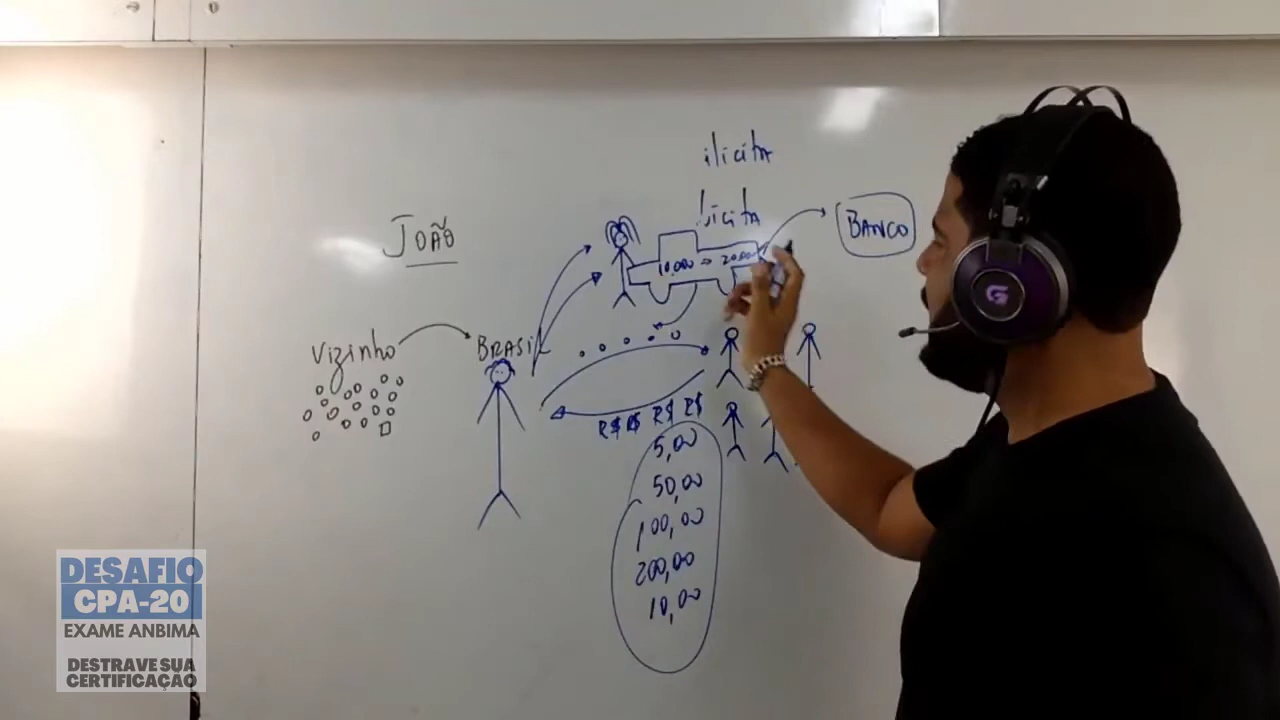 ilicita
licita
BANCO
JOÃO
10,000 => 20.000
Vizinho
BRASIL
R$ R$ R$ R$
5,00
50,00
100,00
200,00
10,00
DESAFIO
CPA-20
EXAME ANBIMA
DESTRAVE SUA
CERTIFICAÇÃO